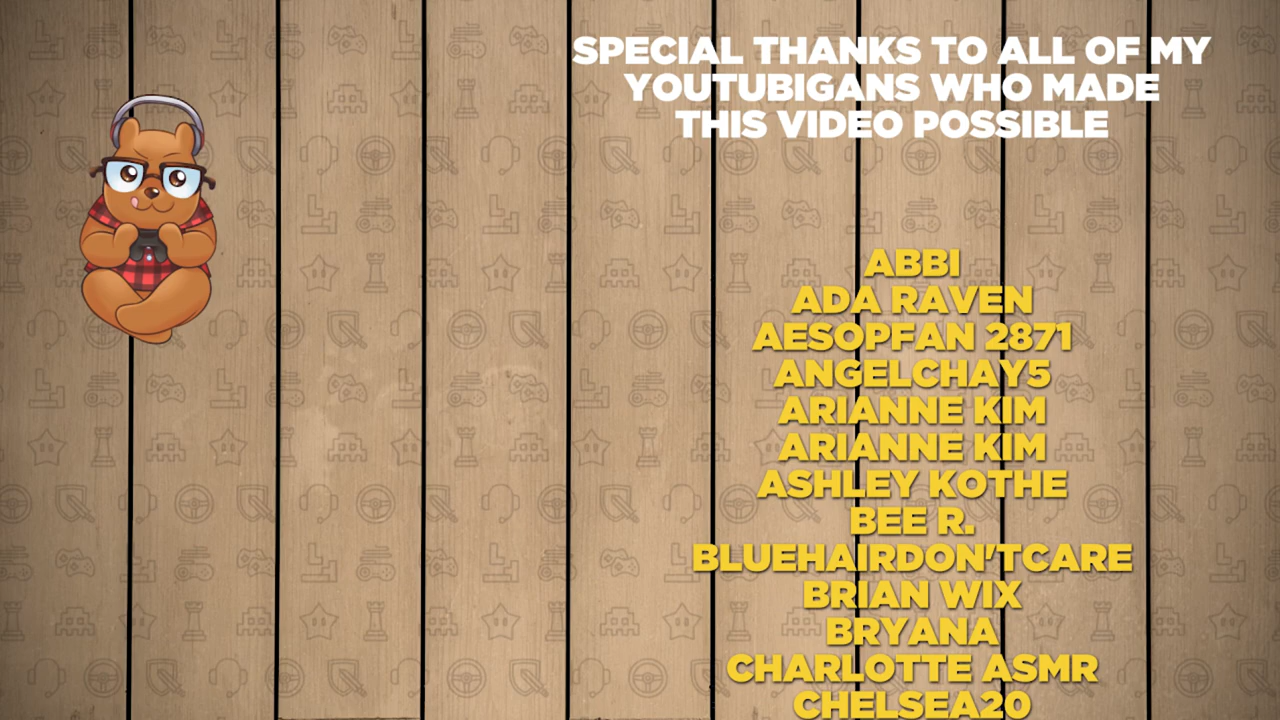 SPECIAL THANKS TO ALL OF MY
YOUTUBIGANS WHO MADE
THIS VIDEO POSSIBLE
ABBI
ADA RAVEN
AESOPFAN 2871
ANGELCHAY5
ARIANNE KIM
ARIANNE KIM
ASHLEY KOTHE
BEE R.
BLUEHAIRDON'TCARE
BRIAN WIX
BRYANA
CHARLOTTE ASMR
CHELSEA20